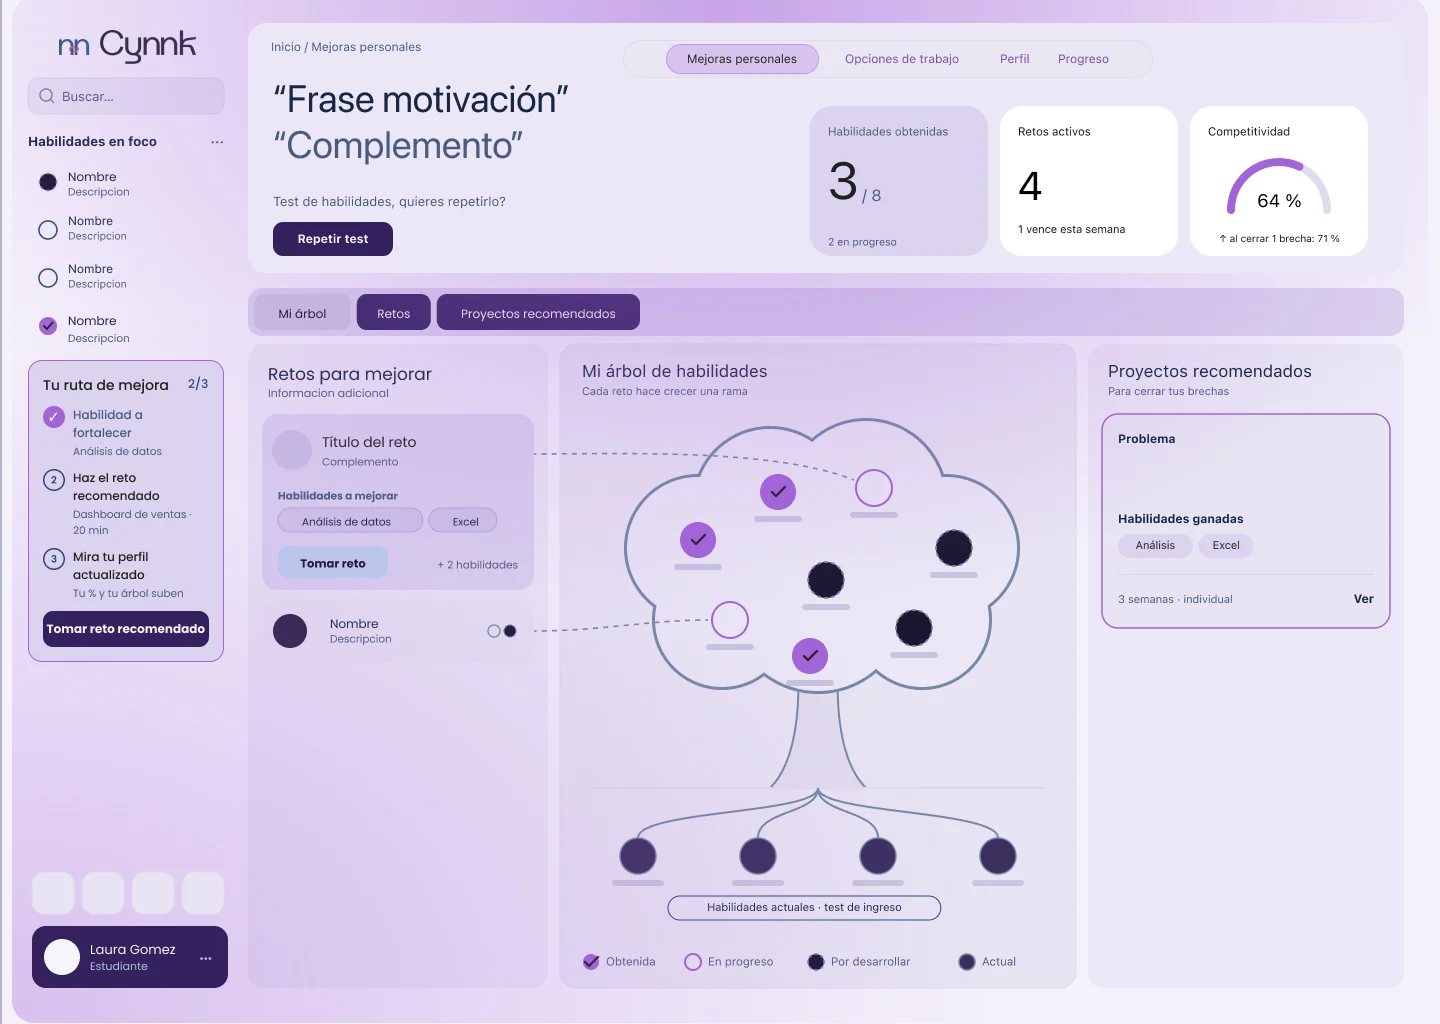 Cynnk
Buscar...
Habilidades en foco
...
Nombre
Descripcion
Nombre
Descripcion
Nombre
Descripcion
Nombre
Descripcion
Tu ruta de mejora 2/3
Habilidad a
fortalecer
Análisis de datos
2 Haz el reto
recomendado
Dashboard de ventas ·
20 min
3 Mira tu perfil
actualizado
Tu % y tu árbol suben
Tomar reto recomendado
Laura Gomez
Estudiante
...
Inicio / Mejoras personales
Mejoras personales Opciones de trabajo Perfil Progreso
“Frase motivación”
“Complemento”
Test de habilidades, quieres repetirlo?
Repetir test
Habilidades obtenidas
3 / 8
2 en progreso
Retos activos
4
1 vence esta semana
Competitividad
64 %
↑ al cerrar 1 brecha: 71 %
Mi árbol Retos Proyectos recomendados
Retos para mejorar
Informacion adicional
Título del reto
Complemento
Habilidades a mejorar
Análisis de datos Excel
Tomar reto + 2 habilidades
Nombre
Descripcion
Mi árbol de habilidades
Cada reto hace crecer una rama
Habilidades actuales · test de ingreso
Obtenida En progreso Por desarrollar Actual
Proyectos recomendados
Para cerrar tus brechas
Problema
Habilidades ganadas
Análisis Excel
3 semanas · individual Ver